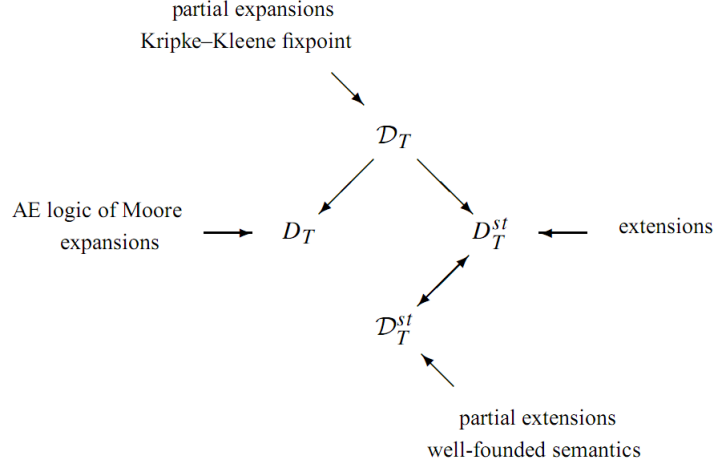 partial expansions
Kripke–Kleene fixpoint
𝒟_T
AE logic of Moore
expansions
D_T
D_T^{st}
extensions
𝒟_T^{st}
partial extensions
well-founded semantics